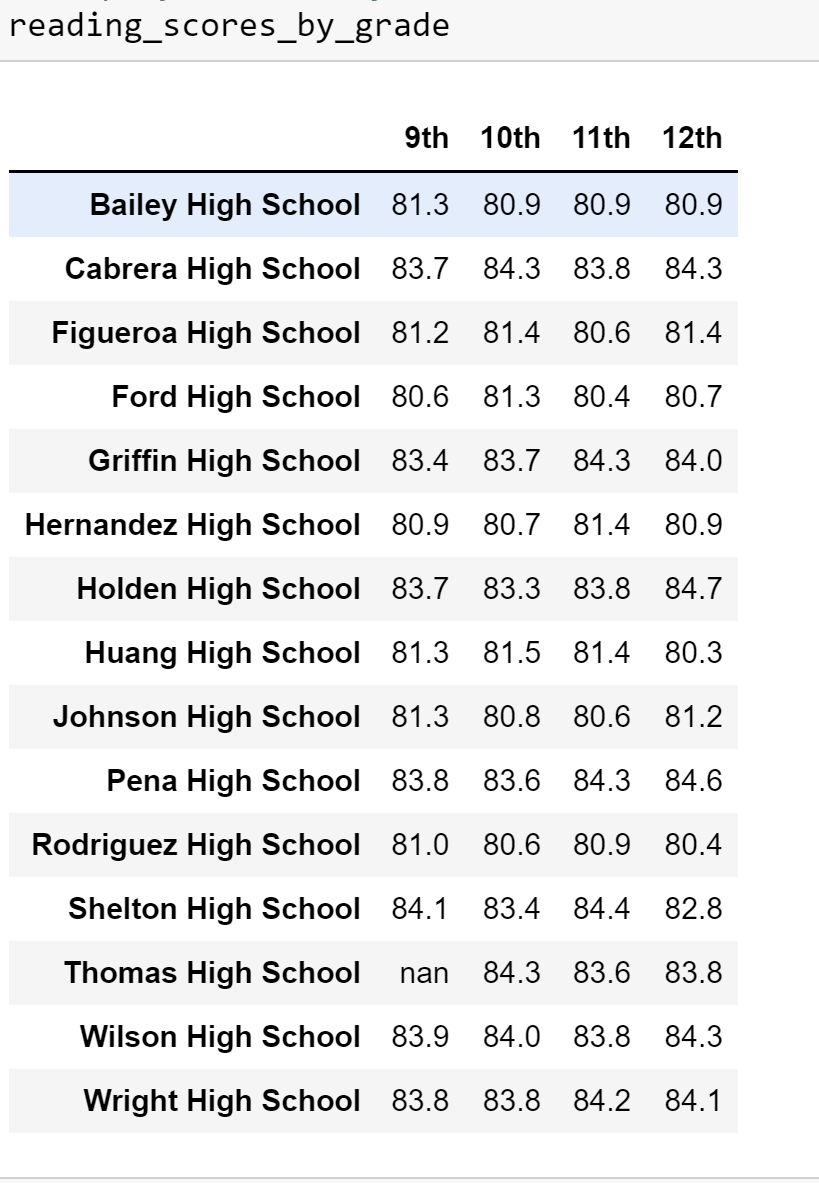 reading_scores_by_grade
9th 10th 11th 12th
Bailey High School 81.3 80.9 80.9 80.9
Cabrera High School 83.7 84.3 83.8 84.3
Figueroa High School 81.2 81.4 80.6 81.4
Ford High School 80.6 81.3 80.4 80.7
Griffin High School 83.4 83.7 84.3 84.0
Hernandez High School 80.9 80.7 81.4 80.9
Holden High School 83.7 83.3 83.8 84.7
Huang High School 81.3 81.5 81.4 80.3
Johnson High School 81.3 80.8 80.6 81.2
Pena High School 83.8 83.6 84.3 84.6
Rodriguez High School 81.0 80.6 80.9 80.4
Shelton High School 84.1 83.4 84.4 82.8
Thomas High School nan 84.3 83.6 83.8
Wilson High School 83.9 84.0 83.8 84.3
Wright High School 83.8 83.8 84.2 84.1